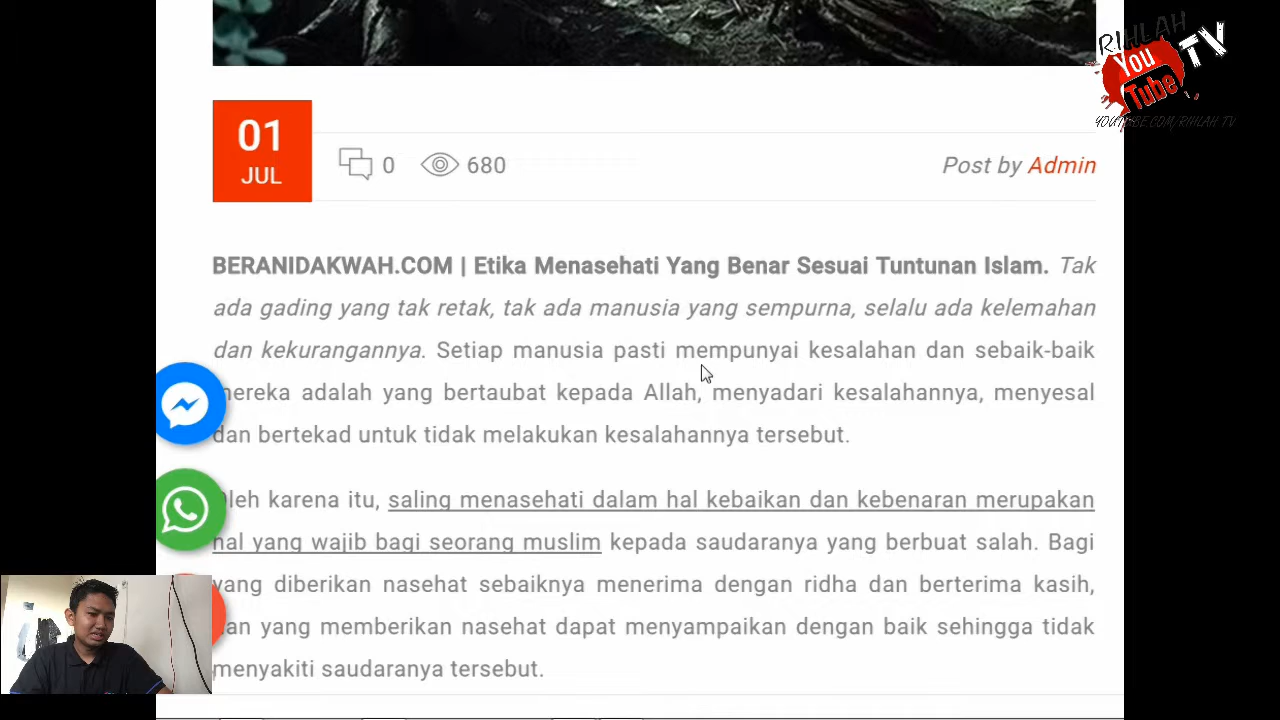 RIHLAH
You
Tube
TV
YOUTUBE.COM/RIHLAH TV
01
JUL
0
680
Post by Admin
BERANIDAKWAH.COM | Etika Menasehati Yang Benar Sesuai Tuntunan Islam. Tak
ada gading yang tak retak, tak ada manusia yang sempurna, selalu ada kelemahan
dan kekurangannya. Setiap manusia pasti mempunyai kesalahan dan sebaik-baik
mereka adalah yang bertaubat kepada Allah, menyadari kesalahannya, menyesal
dan bertekad untuk tidak melakukan kesalahannya tersebut.
Oleh karena itu, saling menasehati dalam hal kebaikan dan kebenaran merupakan
hal yang wajib bagi seorang muslim kepada saudaranya yang berbuat salah. Bagi
yang diberikan nasehat sebaiknya menerima dengan ridha dan berterima kasih,
dan yang memberikan nasehat dapat menyampaikan dengan baik sehingga tidak
menyakiti saudaranya tersebut.